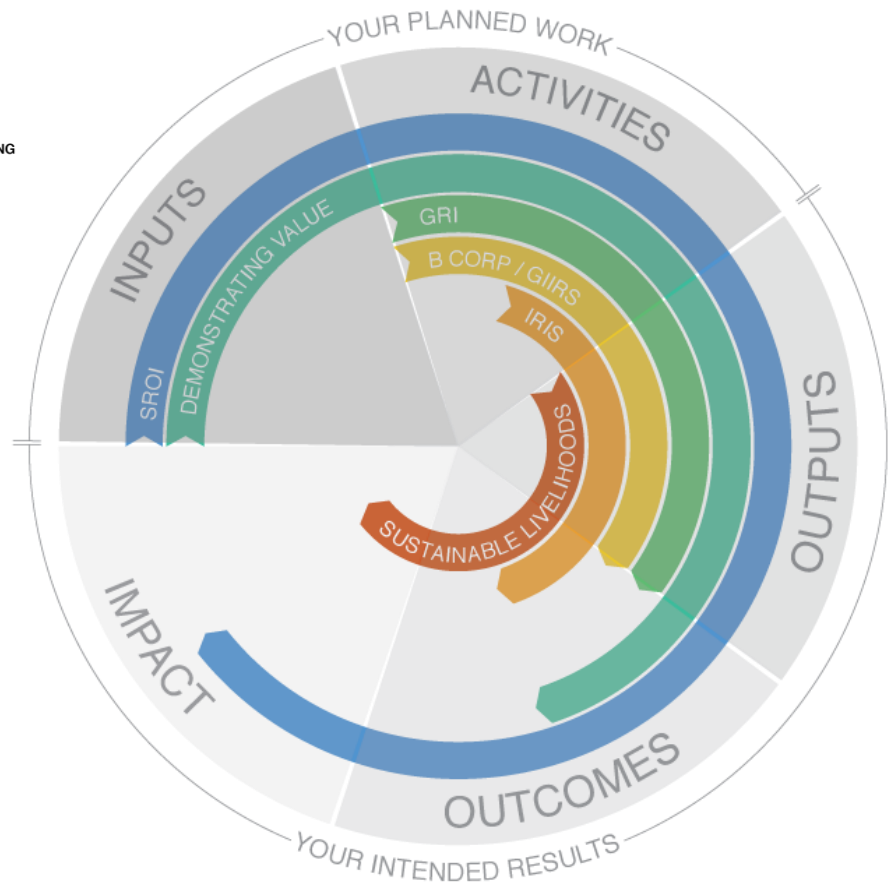 YOUR PLANNED WORK
ACTIVITIES
NG
INPUTS
DEMONSTRATING VALUE
GRI
B CORP / GIIRS
IRIS
SROI
SUSTAINABLE LIVELIHOODS
OUTPUTS
IMPACT
OUTCOMES
YOUR INTENDED RESULTS